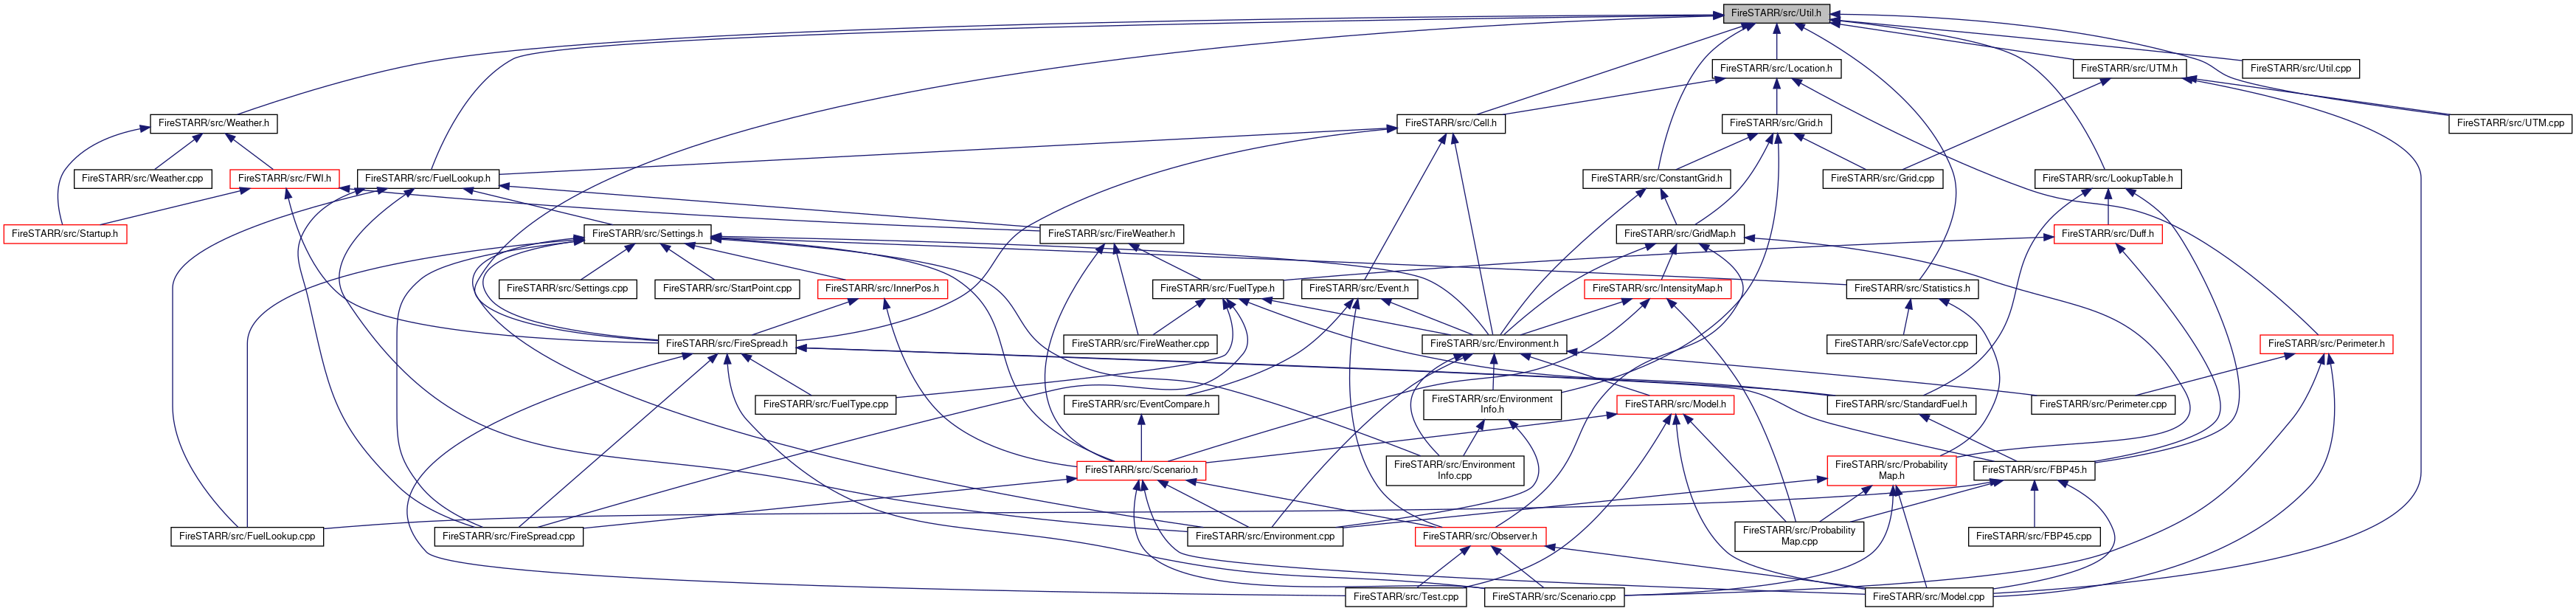 FireSTARR/src/Util.h
FireSTARR/src/Location.h
FireSTARR/src/UTM.h
FireSTARR/src/Util.cpp
FireSTARR/src/Weather.h
FireSTARR/src/Cell.h
FireSTARR/src/Grid.h
FireSTARR/src/UTM.cpp
FireSTARR/src/Weather.cpp
FireSTARR/src/FWI.h
FireSTARR/src/FuelLookup.h
FireSTARR/src/ConstantGrid.h
FireSTARR/src/Grid.cpp
FireSTARR/src/LookupTable.h
FireSTARR/src/Startup.h
FireSTARR/src/Settings.h
FireSTARR/src/FireWeather.h
FireSTARR/src/GridMap.h
FireSTARR/src/Duff.h
FireSTARR/src/Settings.cpp
FireSTARR/src/StartPoint.cpp
FireSTARR/src/InnerPos.h
FireSTARR/src/FuelType.h
FireSTARR/src/Event.h
FireSTARR/src/IntensityMap.h
FireSTARR/src/Statistics.h
FireSTARR/src/FireSpread.h
FireSTARR/src/FireWeather.cpp
FireSTARR/src/Environment.h
FireSTARR/src/SafeVector.cpp
FireSTARR/src/Perimeter.h
FireSTARR/src/FuelType.cpp
FireSTARR/src/EventCompare.h
FireSTARR/src/Environment
Info.h
FireSTARR/src/Model.h
FireSTARR/src/StandardFuel.h
FireSTARR/src/Perimeter.cpp
FireSTARR/src/Scenario.h
FireSTARR/src/Environment
Info.cpp
FireSTARR/src/Probability
Map.h
FireSTARR/src/FBP45.h
FireSTARR/src/FuelLookup.cpp
FireSTARR/src/FireSpread.cpp
FireSTARR/src/Environment.cpp
FireSTARR/src/Observer.h
FireSTARR/src/Probability
Map.cpp
FireSTARR/src/FBP45.cpp
FireSTARR/src/Test.cpp
FireSTARR/src/Scenario.cpp
FireSTARR/src/Model.cpp